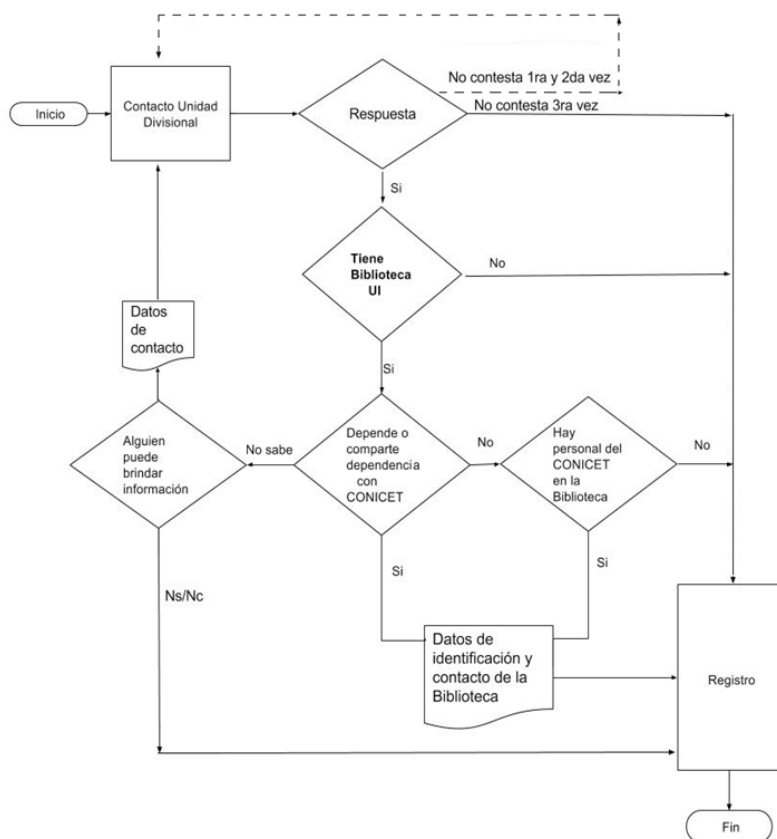 No contesta 1ra y 2da vez
Inicio
Contacto Unidad
Divisional
Respuesta
No contesta 3ra vez
Si
Tiene
Biblioteca
UI
No
Datos
de
contacto
Si
Alguien
puede
brindar
información
No sabe
Depende o
comparte
dependencia
con
CONICET
No
Hay
personal del
CONICET
en la
Biblioteca
No
Si
Si
Ns/Nc
Datos de
identificación y
contacto de la
Biblioteca
Registro
Fin